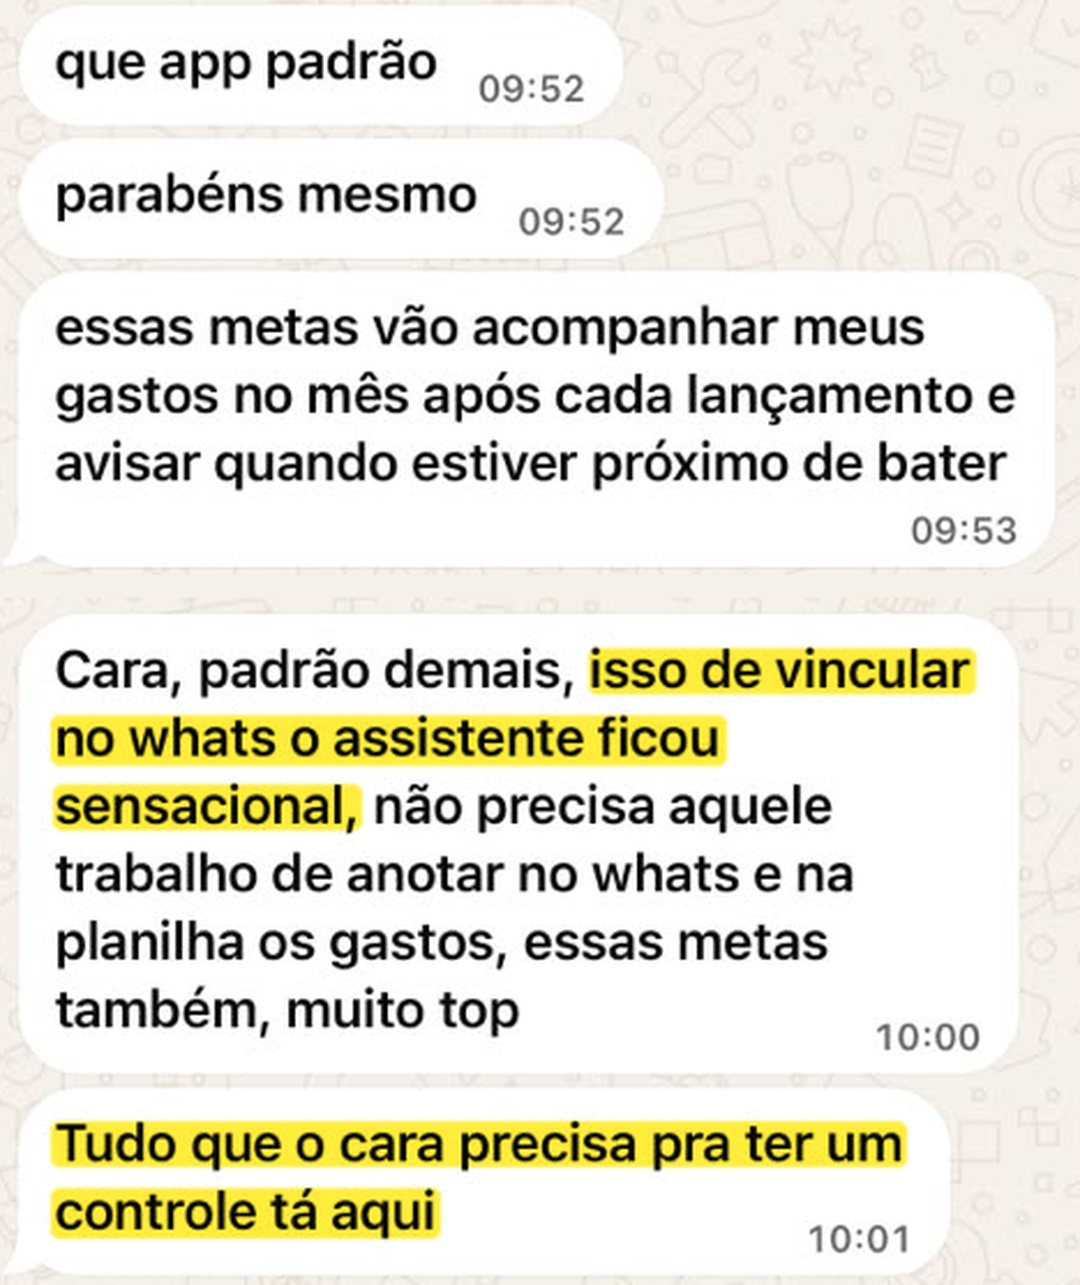 que app padrão 09:52
parabéns mesmo 09:52
essas metas vão acompanhar meus
gastos no mês após cada lançamento e
avisar quando estiver próximo de bater
09:53
Cara, padrão demais, isso de vincular
no whats o assistente ficou
sensacional, não precisa aquele
trabalho de anotar no whats e na
planilha os gastos, essas metas
também, muito top
10:00
Tudo que o cara precisa pra ter um
controle tá aqui
10:01